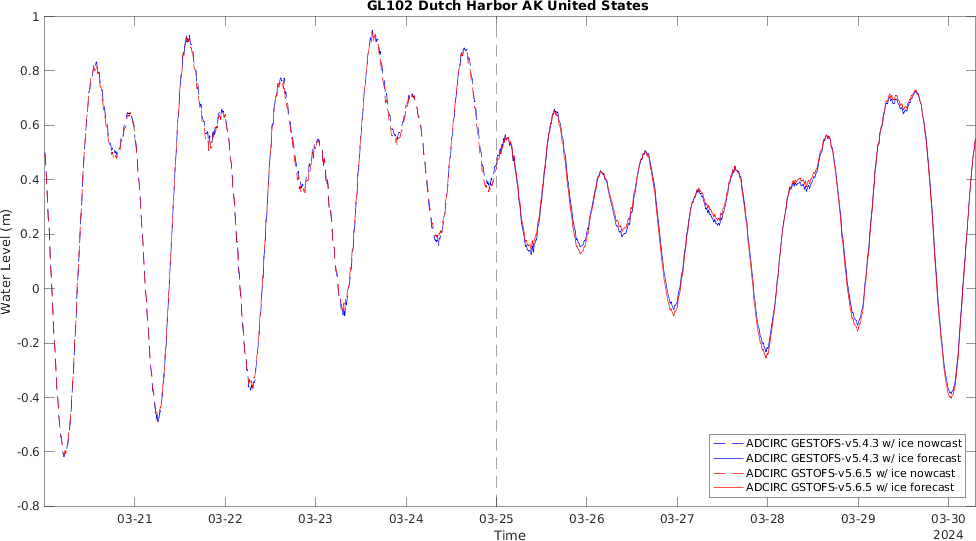 GL102 Dutch Harbor AK United States
1
0.8
0.6
0.4
0.2
0
-0.2
-0.4
-0.6
-0.8
Water Level (m)
ADCIRC GESTOFS-v5.4.3 w/ ice nowcast
ADCIRC GESTOFS-v5.4.3 w/ ice forecast
ADCIRC GSTOFS-v5.6.5 w/ ice nowcast
ADCIRC GSTOFS-v5.6.5 w/ ice forecast
03-21 03-22 03-23 03-24 03-25 03-26 03-27 03-28 03-29 03-30
Time 2024